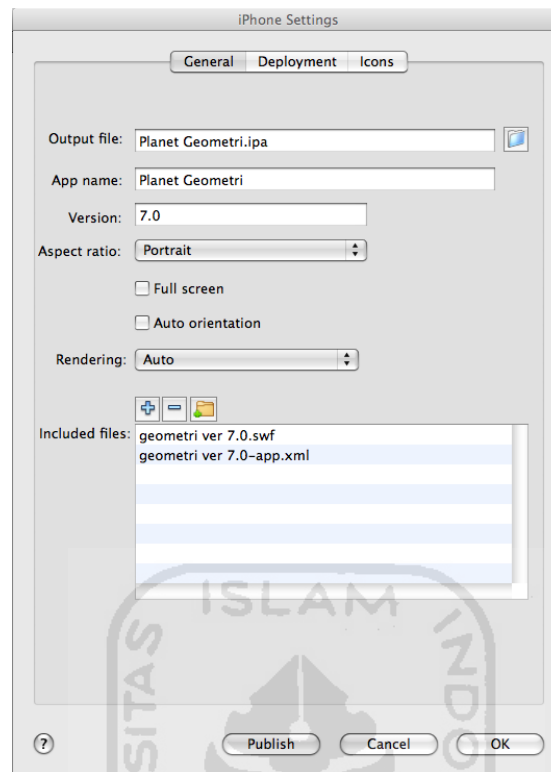 iPhone Settings
General Deployment Icons
Output file: Planet Geometri.ipa
App name: Planet Geometri
Version: 7.0
Aspect ratio: Portrait
Full screen
Auto orientation
Rendering: Auto
Included files: geometri ver 7.0.swf
geometri ver 7.0-app.xml
ISLAM
SITAS
INDO
? Publish Cancel OK